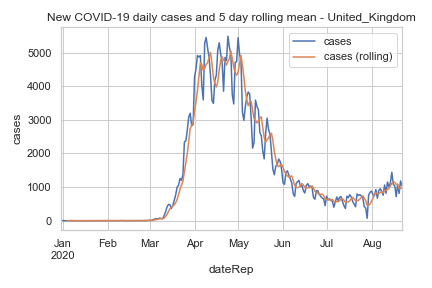 New COVID-19 daily cases and 5 day rolling mean - United_Kingdom
cases
cases (rolling)
5000
4000
3000
2000
1000
0
cases
Jan Feb Mar Apr May Jun Jul Aug
2020
dateRep